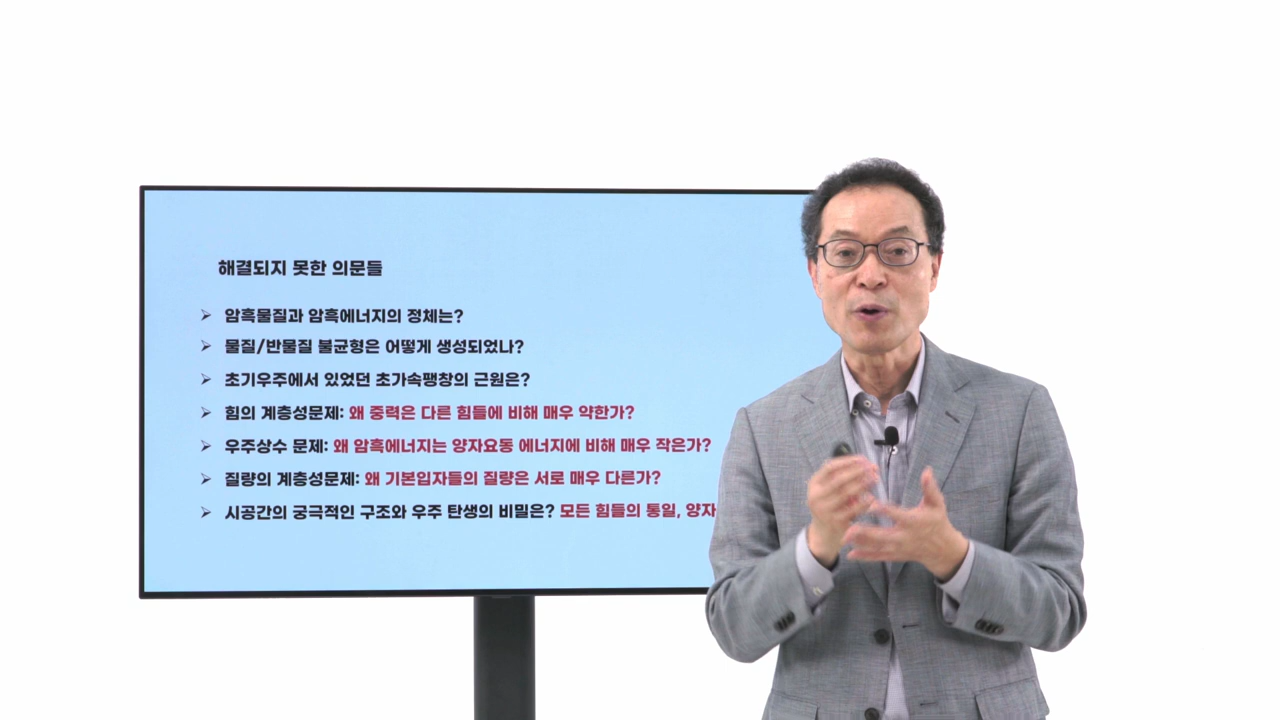 해결되지 못한 의문들
➢ 암흑물질과 암흑에너지의 정체는?
➢ 물질/반물질 불균형은 어떻게 생성되었나?
➢ 초기우주에서 있었던 초가속팽창의 근원은?
➢ 힘의 계층성문제: 왜 중력은 다른 힘들에 비해 매우 약한가?
➢ 우주상수 문제: 왜 암흑에너지는 양자요동 에너지에 비해 매우 작은가?
➢ 질량의 계층성문제: 왜 기본입자들의 질량은 서로 매우 다른가?
➢ 시공간의 궁극적인 구조와 우주 탄생의 비밀은? 모든 힘들의 통일, 양자